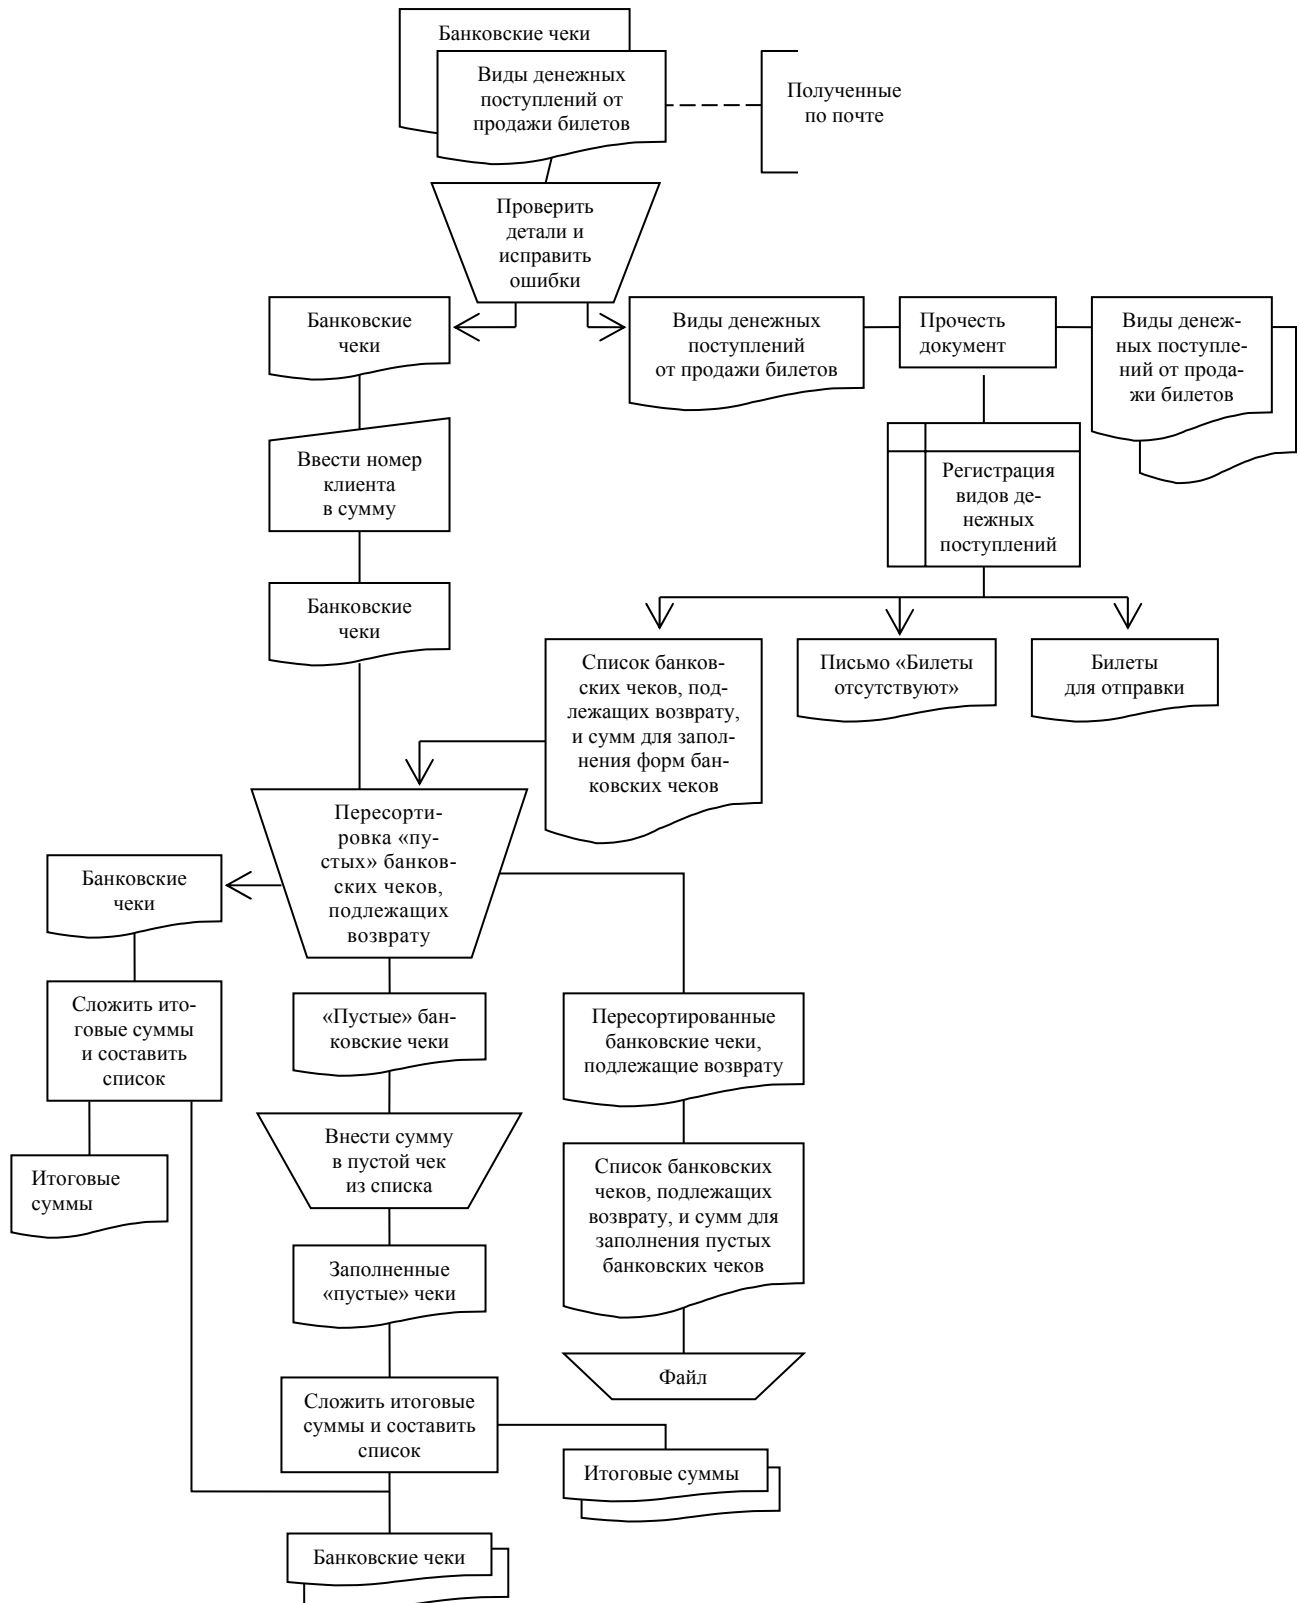 Банковские чеки
Виды денежных
поступлений от
продажи билетов
Полученные
по почте
Проверить
детали и
исправить
ошибки
Банковские
чеки
Виды денежных
поступлений
от продажи билетов
Прочесть
документ
Виды денеж-
ных поступле-
ний от прода-
жи билетов
Ввести номер
клиента
в сумму
Регистрация
видов де-
нежных
поступлений
Банковские
чеки
Список банков-
ских чеков, под-
лежащих возврату,
и сумм для запол-
нения форм бан-
ковских чеков
Письмо «Билеты
отсутствуют»
Билеты
для отправки
Пересорти-
ровка «пу-
стых» банков-
ских чеков,
подлежащих
возврату
Банковские
чеки
Сложить ито-
говые суммы
и составить
список
«Пустые» бан-
ковские чеки
Пересортированные
банковские чеки,
подлежащие возврату
Внести сумму
в пустой чек
из списка
Итоговые
суммы
Список банковских
чеков, подлежащих
возврату, и сумм для
заполнения пустых
банковских чеков
Заполненные
«пустые» чеки
Файл
Сложить итоговые
суммы и составить
список
Итоговые суммы
Банковские чеки